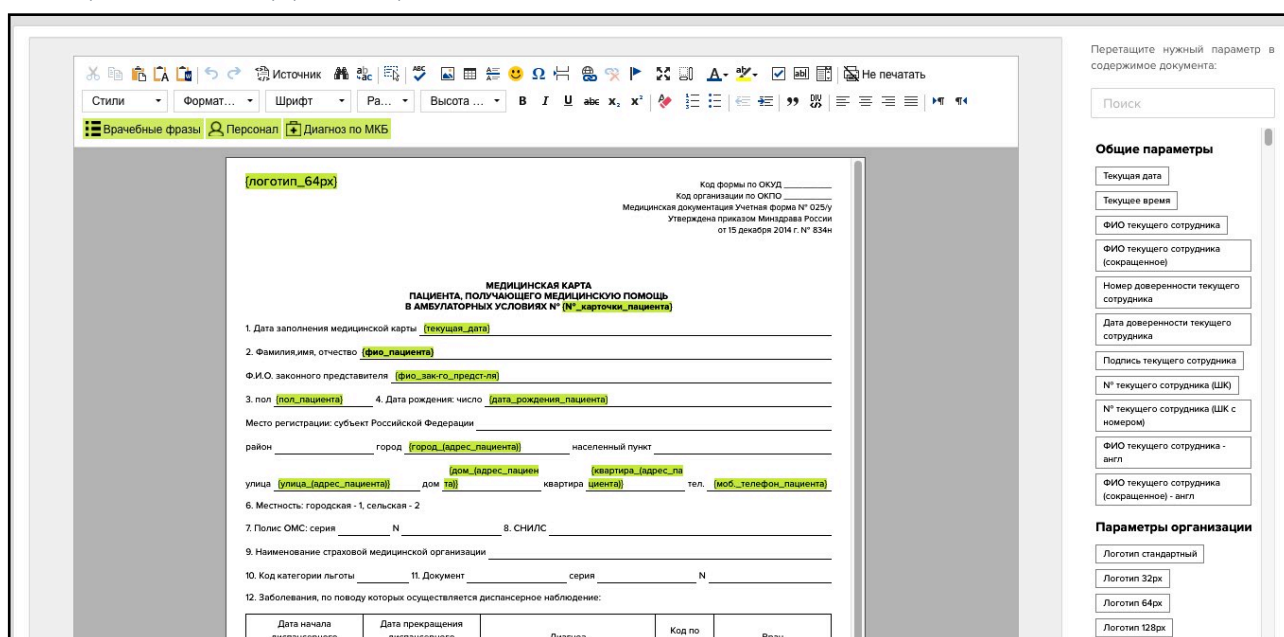 Перетащите нужный параметр в
содержимое документа:
Источник
Не печатать
Стили
Формат...
Шрифт
Ра...
Высота ...
Врачебные фразы
Персонал
Диагноз по МКБ
Поиск
{логотип_64px}
Код формы по ОКУД ___________
Код организации по ОКПО ___________
Медицинская документация Учетная форма № 025/у
Утверждена приказом Минздрава России
от 15 декабря 2014 г. № 834н
МЕДИЦИНСКАЯ КАРТА
ПАЦИЕНТА, ПОЛУЧАЮЩЕГО МЕДИЦИНСКУЮ ПОМОЩЬ
В АМБУЛАТОРНЫХ УСЛОВИЯХ № {№_карточки_пациента}
1. Дата заполнения медицинской карты {текущая_дата}
2. Фамилия,имя, отчество {фио_пациента}
Ф.И.О. законного представителя {фио_зак-го_предст-ля}
3. пол {пол_пациента} 4. Дата рождения: число {дата_рождения_пациента}
Место регистрации: субъект Российской Федерации
район город {город_(адрес_пациента)} населенный пункт
{дом_(адрес_пациен {квартира_(адрес_па
улица {улица_(адрес_пациента)} дом та)} квартира циента)} тел. {моб._телефон_пациента}
6. Местность: городская - 1, сельская - 2
7. Полис ОМС: серия N 8. СНИЛС
9. Наименование страховой медицинской организации
10. Код категории льготы 11. Документ серия N
12. Заболевания, по поводу которых осуществляется диспансерное наблюдение:
Дата начала Дата прекращения
диспансерного диспансерного Диагноз Код по Врач
Общие параметры
Текущая дата
Текущее время
ФИО текущего сотрудника
ФИО текущего сотрудника
(сокращенное)
Номер доверенности текущего
сотрудника
Дата доверенности текущего
сотрудника
Подпись текущего сотрудника
№ текущего сотрудника (ШК)
№ текущего сотрудника (ШК с
номером)
ФИО текущего сотрудника -
англ
ФИО текущего сотрудника
(сокращенное) - англ
Параметры организации
Логотип стандартный
Логотип 32px
Логотип 64px
Логотип 128px